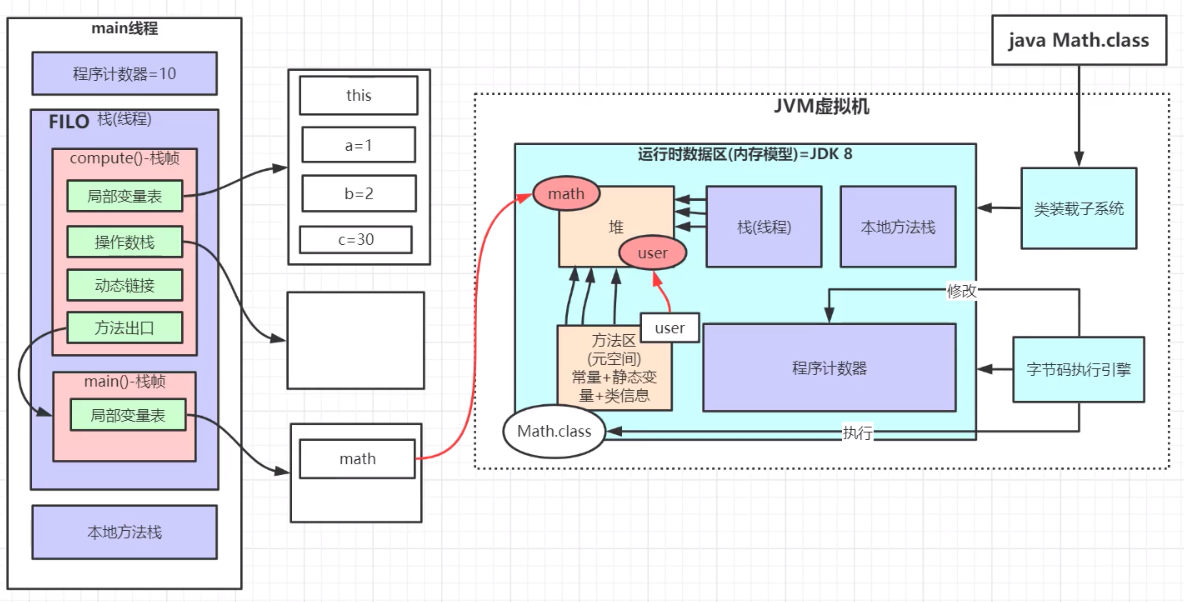 main线程
程序计数器=10
FILO 栈(线程)
compute()-栈帧
局部变量表
操作数栈
动态链接
方法出口
main()-栈帧
局部变量表
本地方法栈
this
a=1
b=2
c=30
math
java Math.class
JVM虚拟机
运行时数据区(内存模型)=JDK 8
math
堆
user
栈(线程)
本地方法栈
类装载子系统
修改
user
方法区
(元空间)
常量+静态变
量+类信息
程序计数器
字节码执行引擎
Math.class
执行